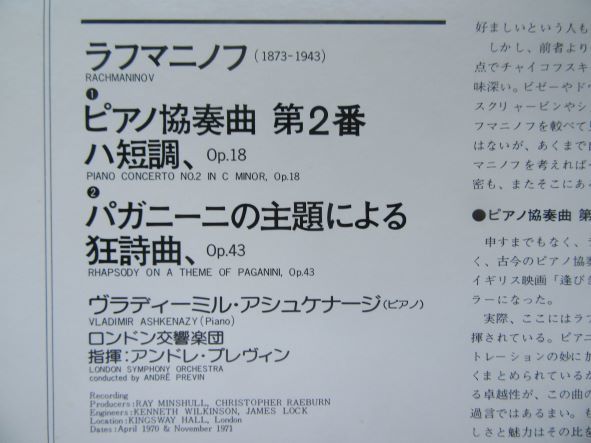 ラフマニノフ(1873-1943)
RACHMANINOV
❶
ピアノ協奏曲 第2番
ハ短調、Op.18
PIANO CONCERTO NO.2 IN C MINOR, Op.18
❷
パガニーニの主題による
狂詩曲、Op.43
RHAPSODY ON A THEME OF PAGANINI, Op.43
ヴラディーミル・アシュケナージ(ピアノ)
VLADIMIR ASHKENAZY (Piano)
ロンドン交響楽団
指揮:アンドレ・プレヴィン
LONDON SYMPHONY ORCHESTRA
conducted by ANDRÉ PREVIN
Recording
Producers: RAY MINSHULL, CHRISTOPHER RAEBURN
Engineers: KENNETH WILKINSON, JAMES LOCK
Location: KINGSWAY HALL, London
Dates: April 1970 & November 1971
好ましいという人も
しかし、前者より
点でチャイコフスキ
味深い。ビゼーやド
スクリャービンやシ
フマニノフを較べて
はないが、あくまで
マニノフを考えれば
密も、またそこにあ
●ピアノ協奏曲 第
申すまでもなく、
く、古今のピアノ協
イギリス映画「逢び
ラーになった。
実際、ここにはラフ
揮されている。ピアニ
トレーションの妙に加
くまとめられているか
る卓越性が、この曲の
過言ではあるまい。も
しさと魅力はその比を